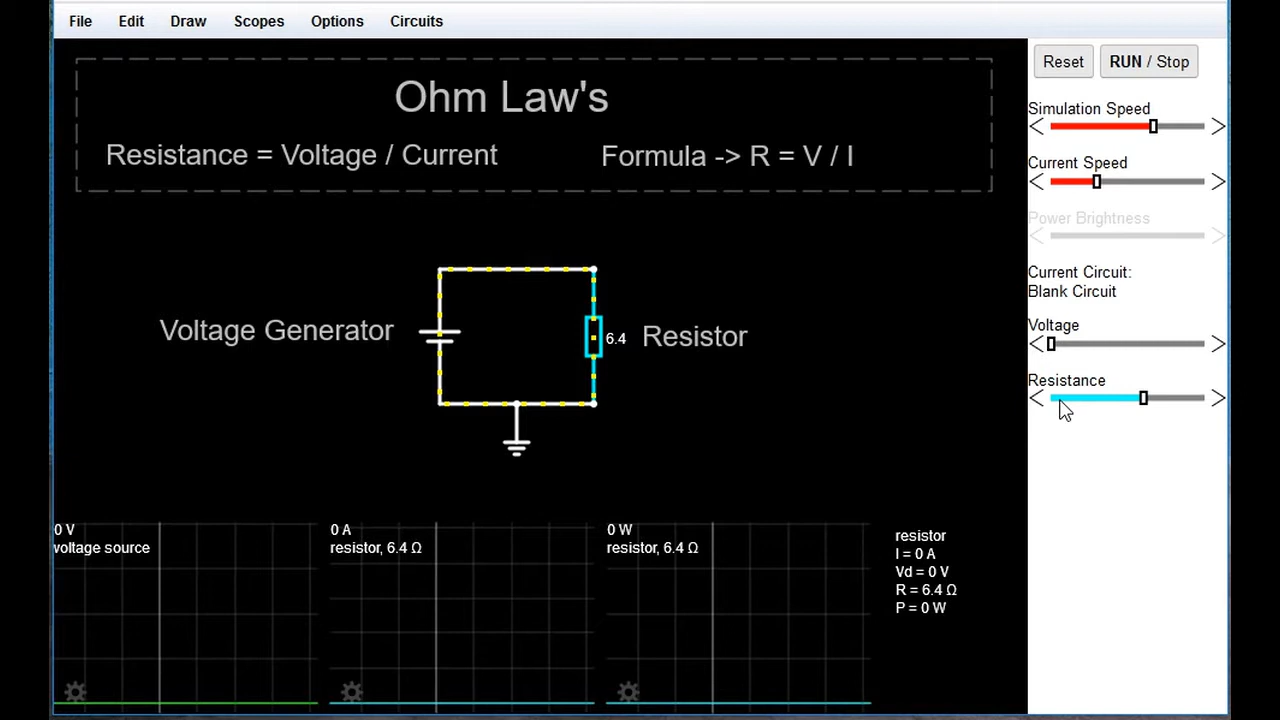 File Edit Draw Scopes Options Circuits
Reset RUN / Stop
Ohm Law's
Resistance = Voltage / Current Formula -> R = V / I
Simulation Speed
Current Speed
Power Brightness
Current Circuit:
Blank Circuit
Voltage
Resistance
Voltage Generator
6.4 Resistor
0 V
voltage source
0 A
resistor, 6.4 Ω
0 W
resistor, 6.4 Ω
resistor
I = 0 A
Vd = 0 V
R = 6.4 Ω
P = 0 W